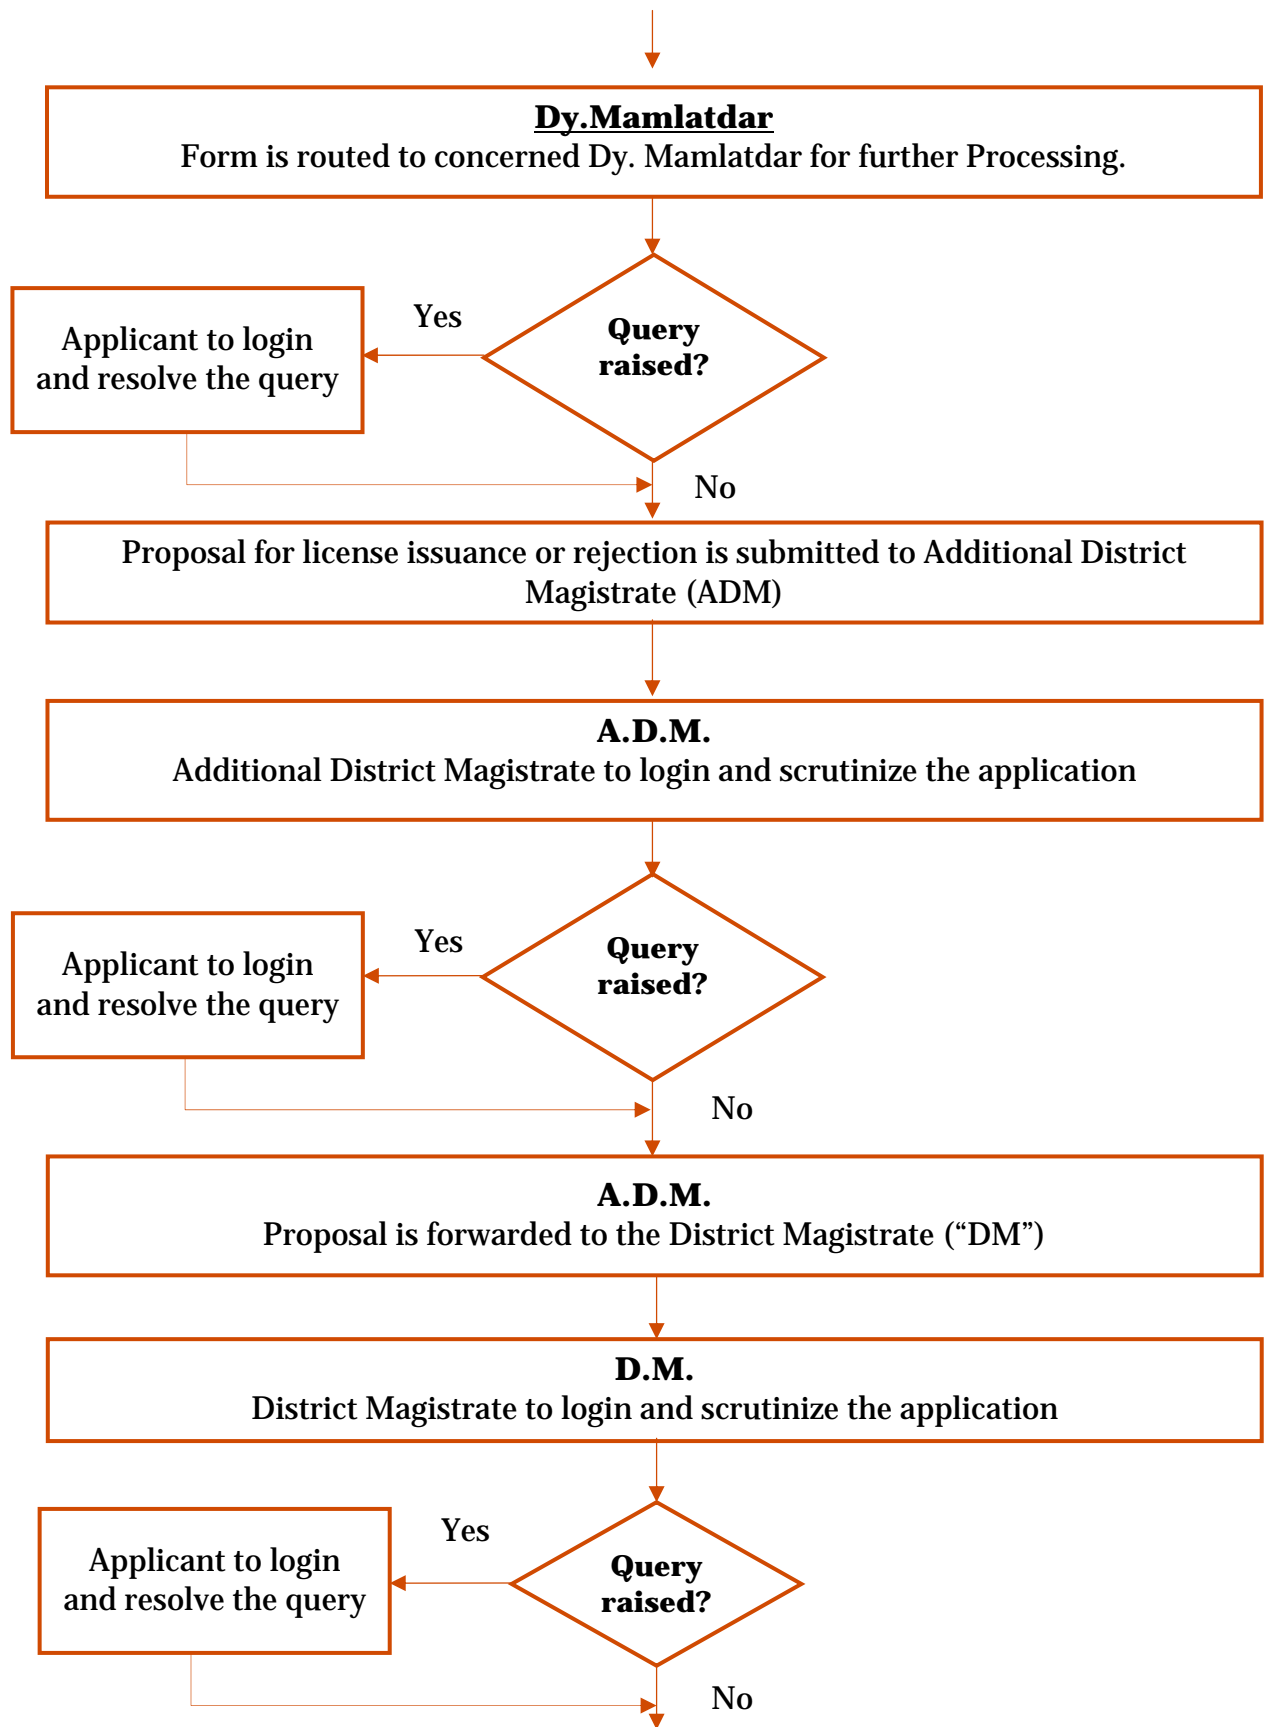 Dy.Mamlatdar
Form is routed to concerned Dy. Mamlatdar for further Processing.
Yes
Query
raised?
Applicant to login
and resolve the query
No
Proposal for license issuance or rejection is submitted to Additional District
Magistrate (ADM)
A.D.M.
Additional District Magistrate to login and scrutinize the application
Yes
Query
raised?
Applicant to login
and resolve the query
No
A.D.M.
Proposal is forwarded to the District Magistrate (“DM”)
D.M.
District Magistrate to login and scrutinize the application
Yes
Query
raised?
Applicant to login
and resolve the query
No